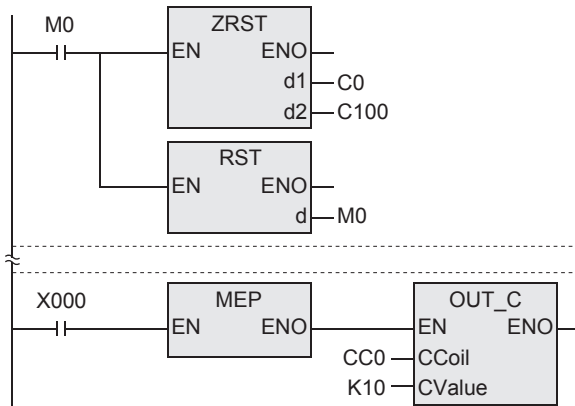 M0
ZRST
EN ENO
d1 C0
d2 C100
RST
EN ENO
d M0
X000
MEP
EN ENO
OUT_C
EN ENO
CC0 CCoil
K10 CValue